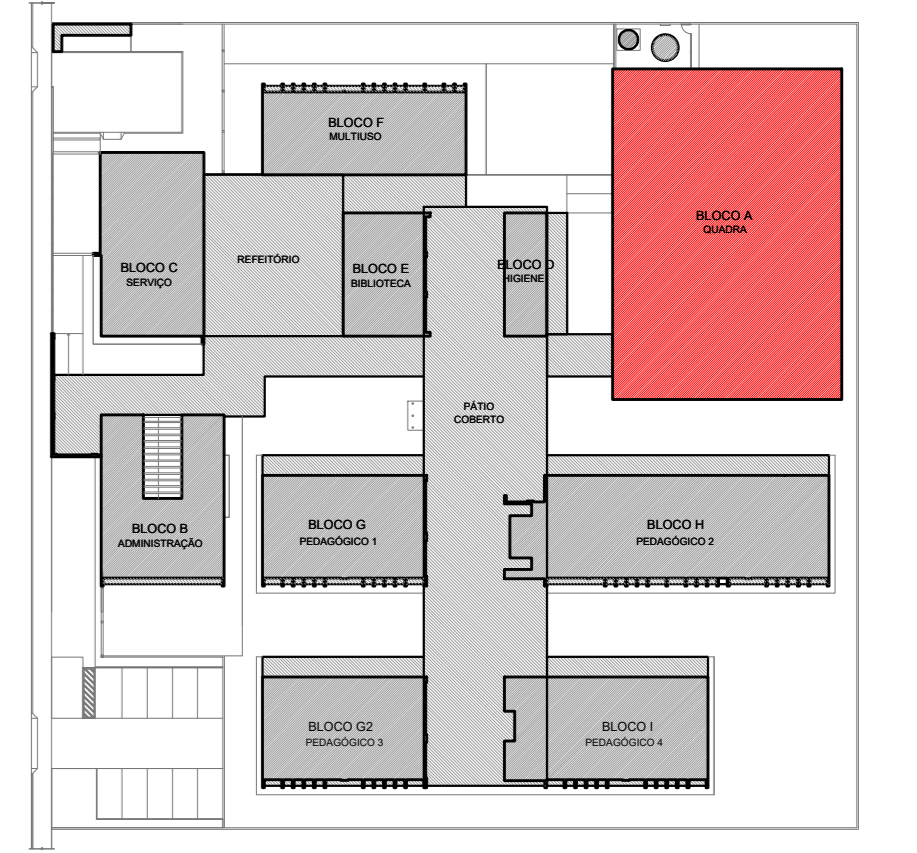 BLOCO F
MULTIUSO
BLOCO A
QUADRA
BLOCO C
SERVIÇO
REFEITÓRIO
BLOCO E
BIBLIOTECA
BLOCO D
HIGIENE
PÁTIO
COBERTO
BLOCO B
ADMINISTRAÇÃO
BLOCO G
PEDAGÓGICO 1
BLOCO H
PEDAGÓGICO 2
BLOCO G2
PEDAGÓGICO 3
BLOCO I
PEDAGÓGICO 4